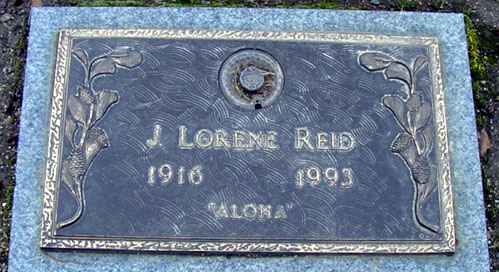 J. Lorene Reid
1916 1993
"Aloha"